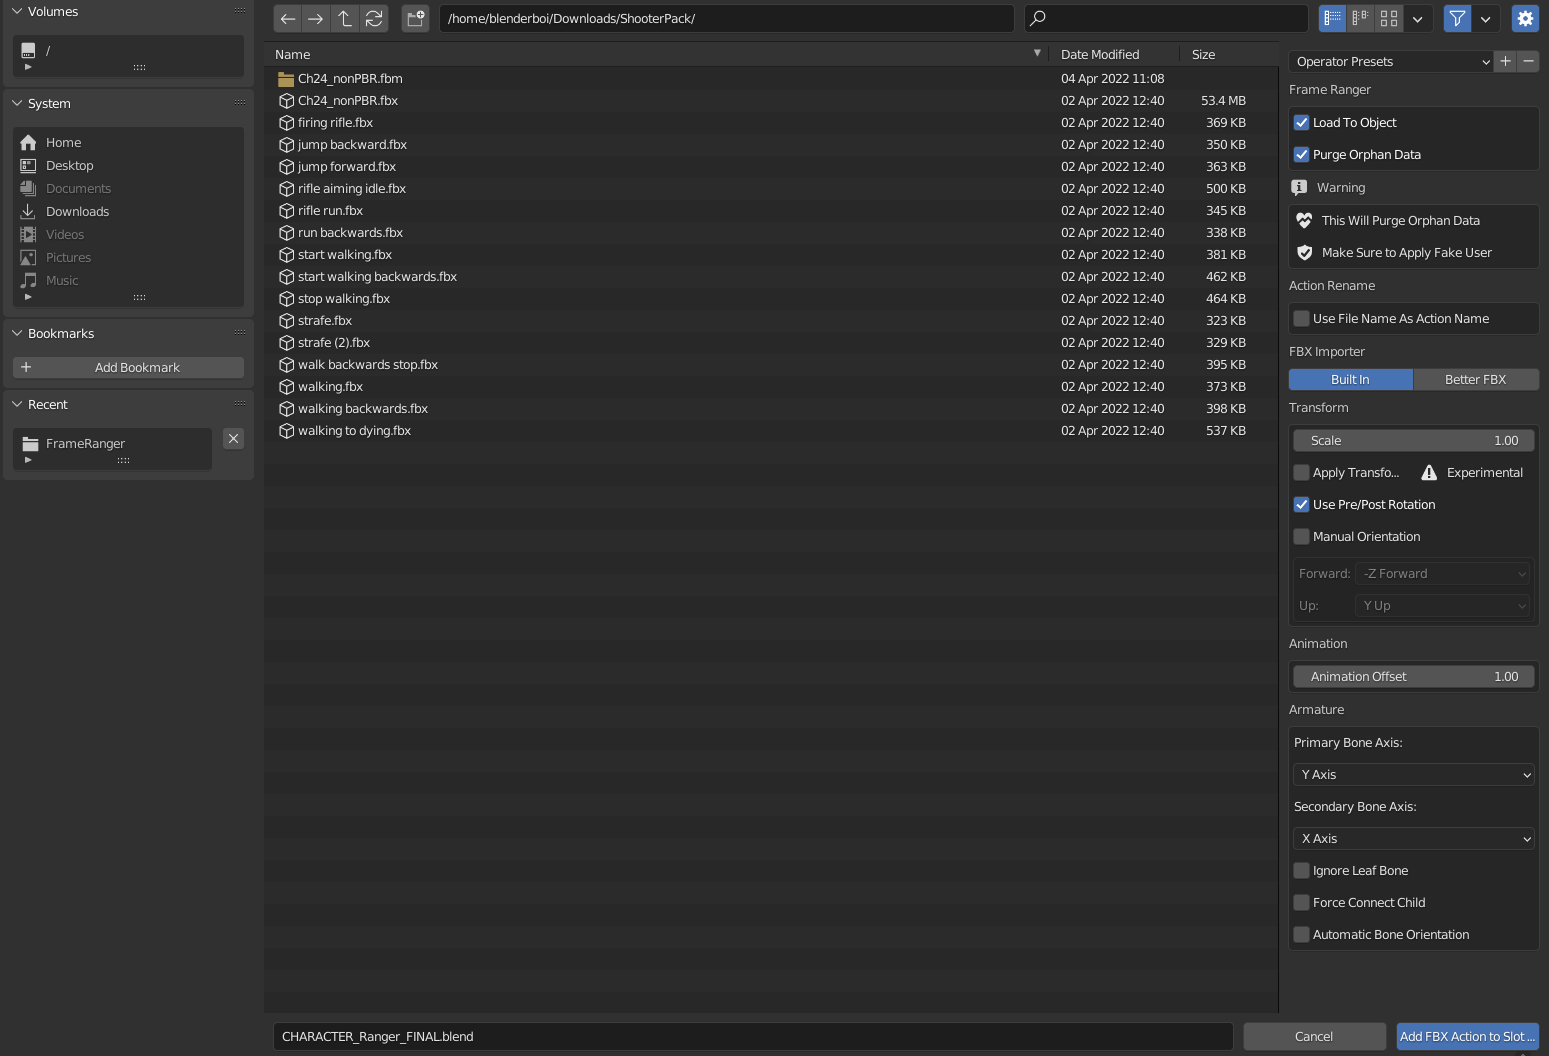 Volumes
/
System
Home
Desktop
Documents
Downloads
Videos
Pictures
Music
Bookmarks
Add Bookmark
Recent
FrameRanger
/home/blenderboi/Downloads/ShooterPack/
Name Date Modified Size
Ch24_nonPBR.fbm 04 Apr 2022 11:08
Ch24_nonPBR.fbx 02 Apr 2022 12:40 53.4 MB
firing rifle.fbx 02 Apr 2022 12:40 369 KB
jump backward.fbx 02 Apr 2022 12:40 350 KB
jump forward.fbx 02 Apr 2022 12:40 363 KB
rifle aiming idle.fbx 02 Apr 2022 12:40 500 KB
rifle run.fbx 02 Apr 2022 12:40 345 KB
run backwards.fbx 02 Apr 2022 12:40 338 KB
start walking.fbx 02 Apr 2022 12:40 381 KB
start walking backwards.fbx 02 Apr 2022 12:40 462 KB
stop walking.fbx 02 Apr 2022 12:40 464 KB
strafe.fbx 02 Apr 2022 12:40 323 KB
strafe (2).fbx 02 Apr 2022 12:40 329 KB
walk backwards stop.fbx 02 Apr 2022 12:40 395 KB
walking.fbx 02 Apr 2022 12:40 373 KB
walking backwards.fbx 02 Apr 2022 12:40 398 KB
walking to dying.fbx 02 Apr 2022 12:40 537 KB
Operator Presets
Frame Ranger
Load To Object
Purge Orphan Data
Warning
This Will Purge Orphan Data
Make Sure to Apply Fake User
Action Rename
Use File Name As Action Name
FBX Importer
Built In Better FBX
Transform
Scale 1.00
Apply Transfo... Experimental
Use Pre/Post Rotation
Manual Orientation
Forward: -Z Forward
Up: Y Up
Animation
Animation Offset 1.00
Armature
Primary Bone Axis:
Y Axis
Secondary Bone Axis:
X Axis
Ignore Leaf Bone
Force Connect Child
Automatic Bone Orientation
CHARACTER_Ranger_FINAL.blend
Cancel
Add FBX Action to Slot ...